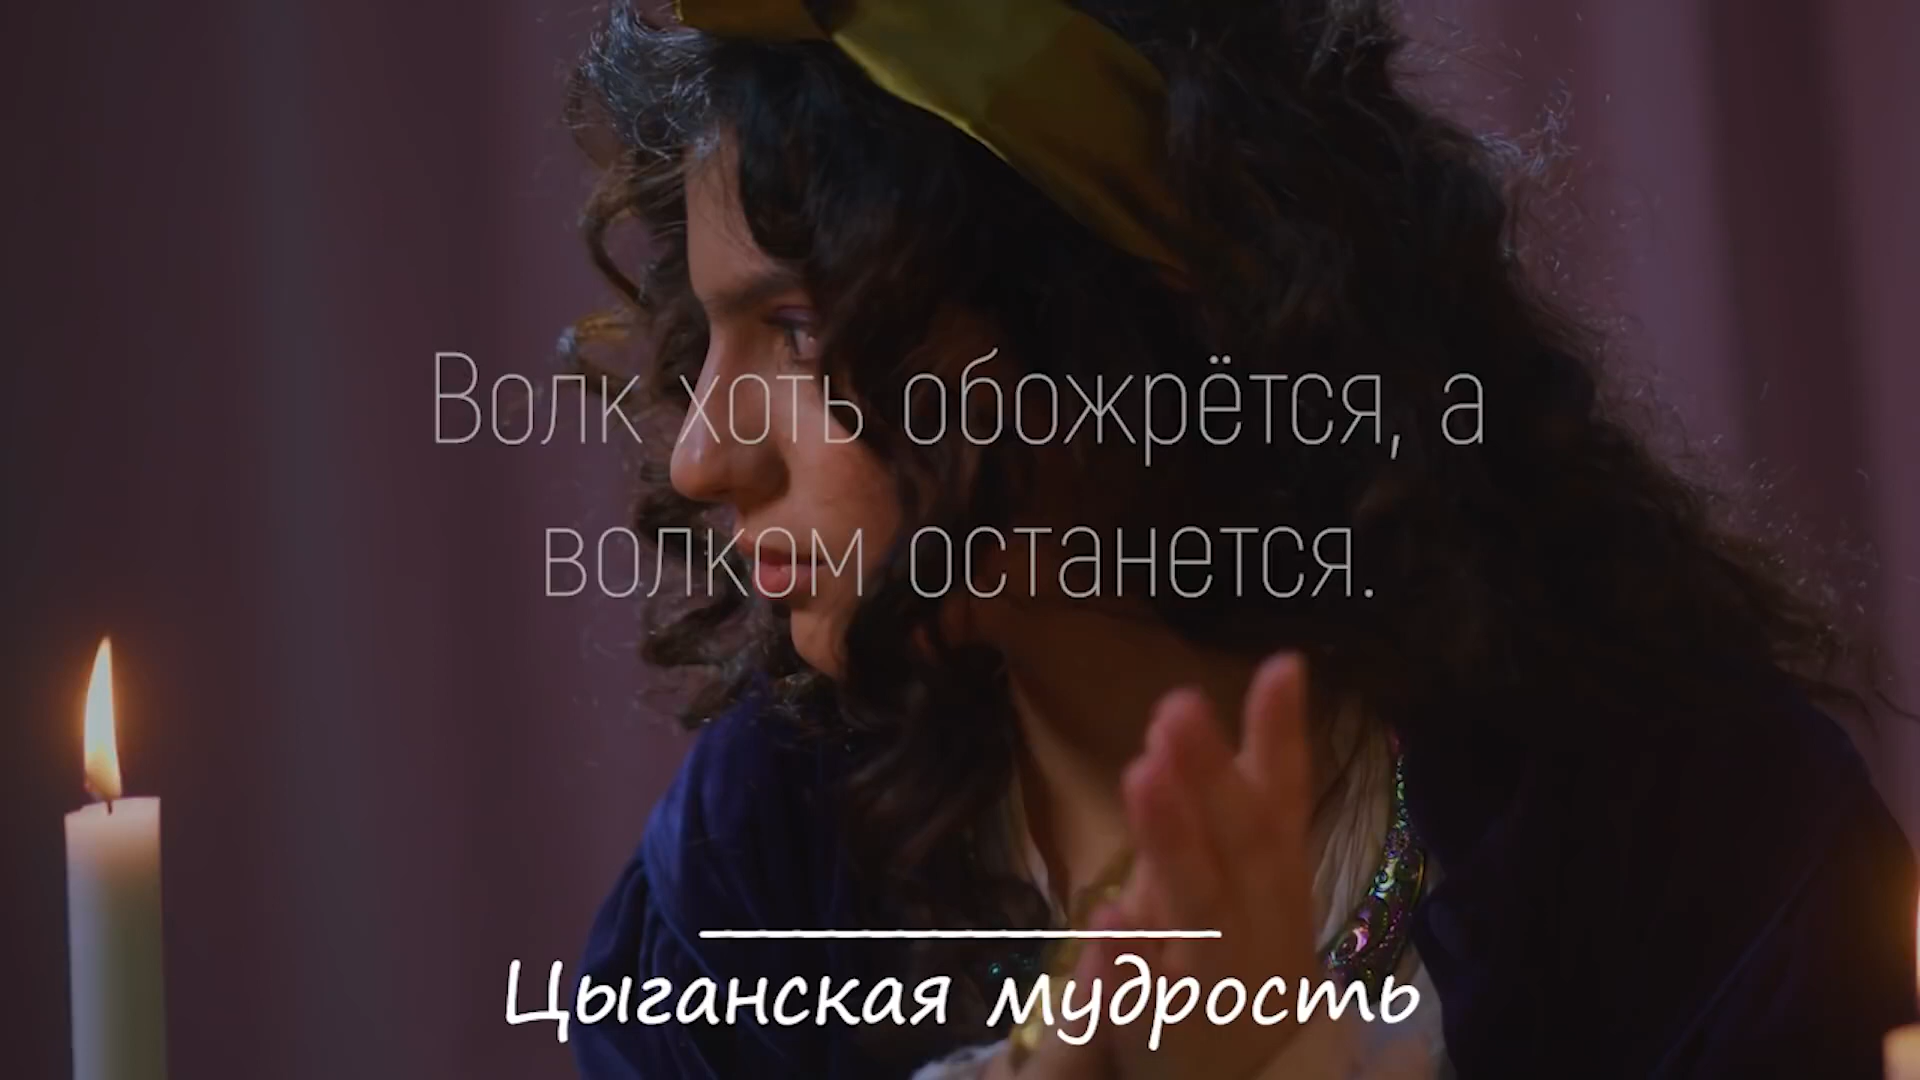 Волк хоть обожрётся, а
волком останется.
Цыганская мудрость